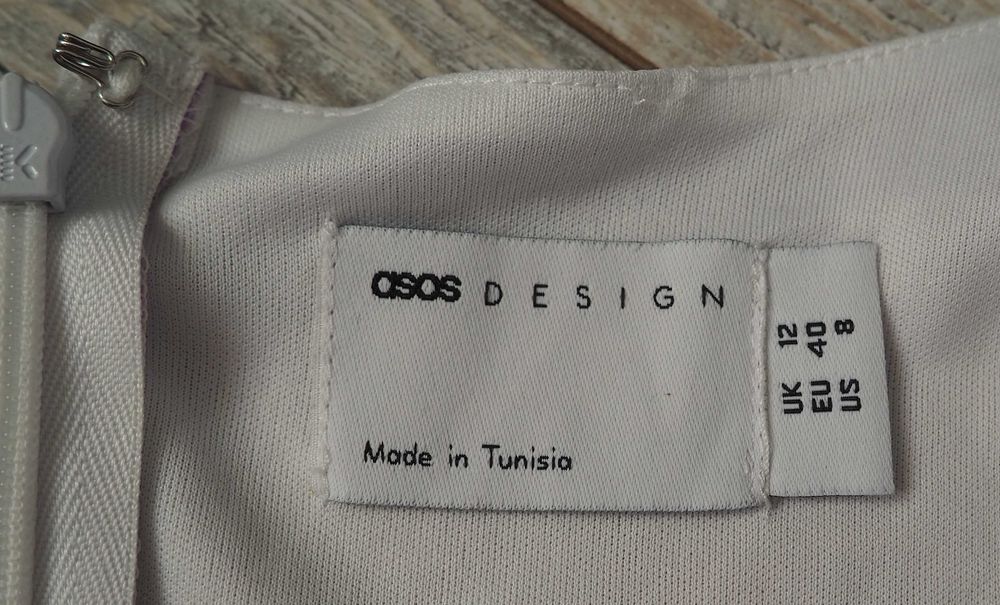 asos DESIGN
Made in Tunisia
UK 12
EU 40
US 8